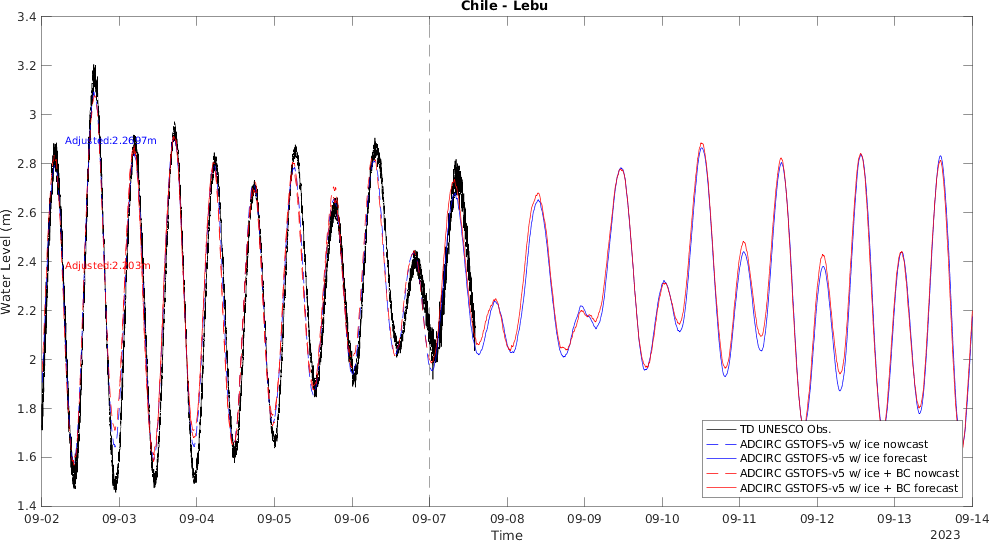 Chile - Lebu
3.4
3.2
3
2.8
2.6
2.4
2.2
2
1.8
1.6
1.4
Water Level (m)
Adjusted:2.2697m
Adjusted:2.203m
TD UNESCO Obs.
ADCIRC GSTOFS-v5 w/ ice nowcast
ADCIRC GSTOFS-v5 w/ ice forecast
ADCIRC GSTOFS-v5 w/ ice + BC nowcast
ADCIRC GSTOFS-v5 w/ ice + BC forecast
09-02 09-03 09-04 09-05 09-06 09-07 09-08 09-09 09-10 09-11 09-12 09-13 09-14
Time
2023